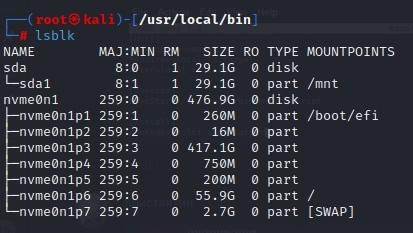 ┌──(root㉿kali)-[/usr/local/bin]
└─# lsblk
NAME        MAJ:MIN RM   SIZE RO TYPE MOUNTPOINTS
sda           8:0    1  29.1G  0 disk
└─sda1        8:1    1  29.1G  0 part /mnt
nvme0n1     259:0    0 476.9G  0 disk
├─nvme0n1p1 259:1    0   260M  0 part /boot/efi
├─nvme0n1p2 259:2    0    16M  0 part
├─nvme0n1p3 259:3    0 417.1G  0 part
├─nvme0n1p4 259:4    0   750M  0 part
├─nvme0n1p5 259:5    0   200M  0 part
├─nvme0n1p6 259:6    0  55.9G  0 part /
└─nvme0n1p7 259:7    0   2.7G  0 part [SWAP]